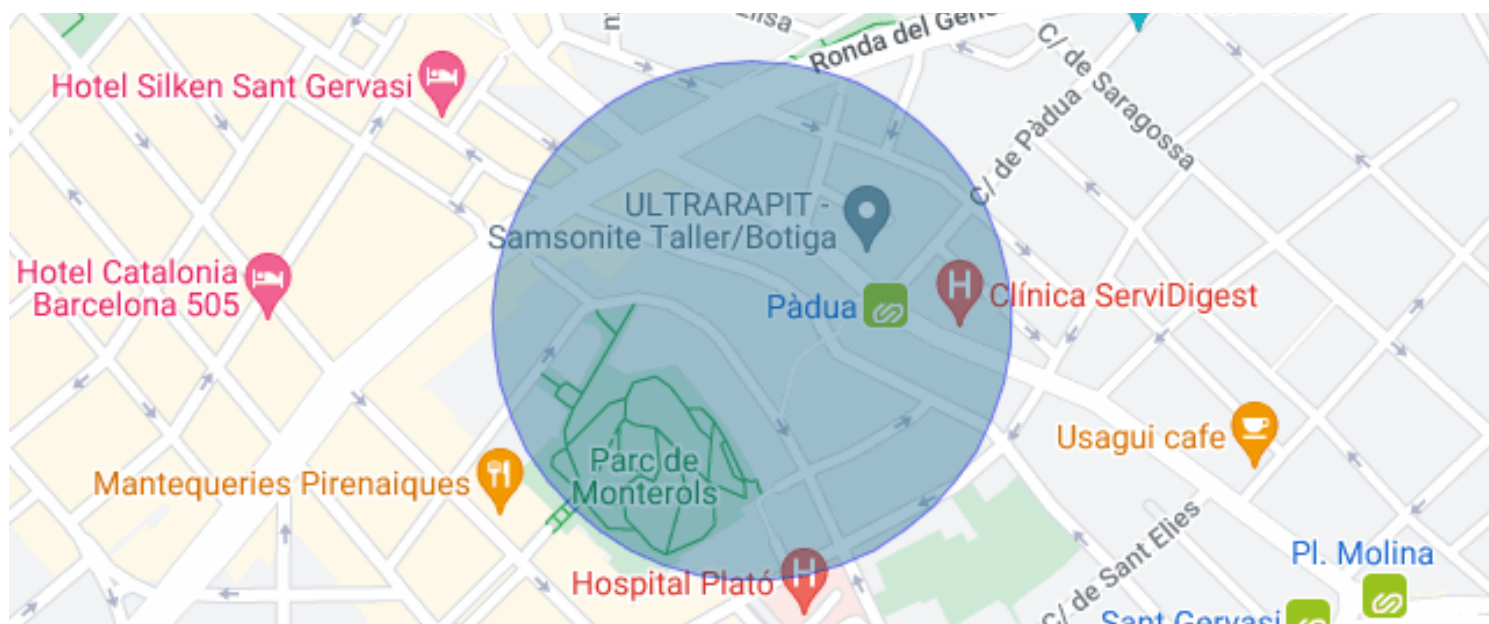 Ronda del Gene
C/ de Saragossa
Hotel Silken Sant Gervasi
C/ de Pàdua
ULTRARAPIT -
Samsonite Taller/Botiga
Hotel Catalonia
Barcelona 505
Pàdua
Clínica ServiDigest
Usagui cafe
Parc de
Monterols
Mantequeries Pirenaiques
C/ de Sant Elies
Pl. Molina
Hospital Plató
Sant Gervasi